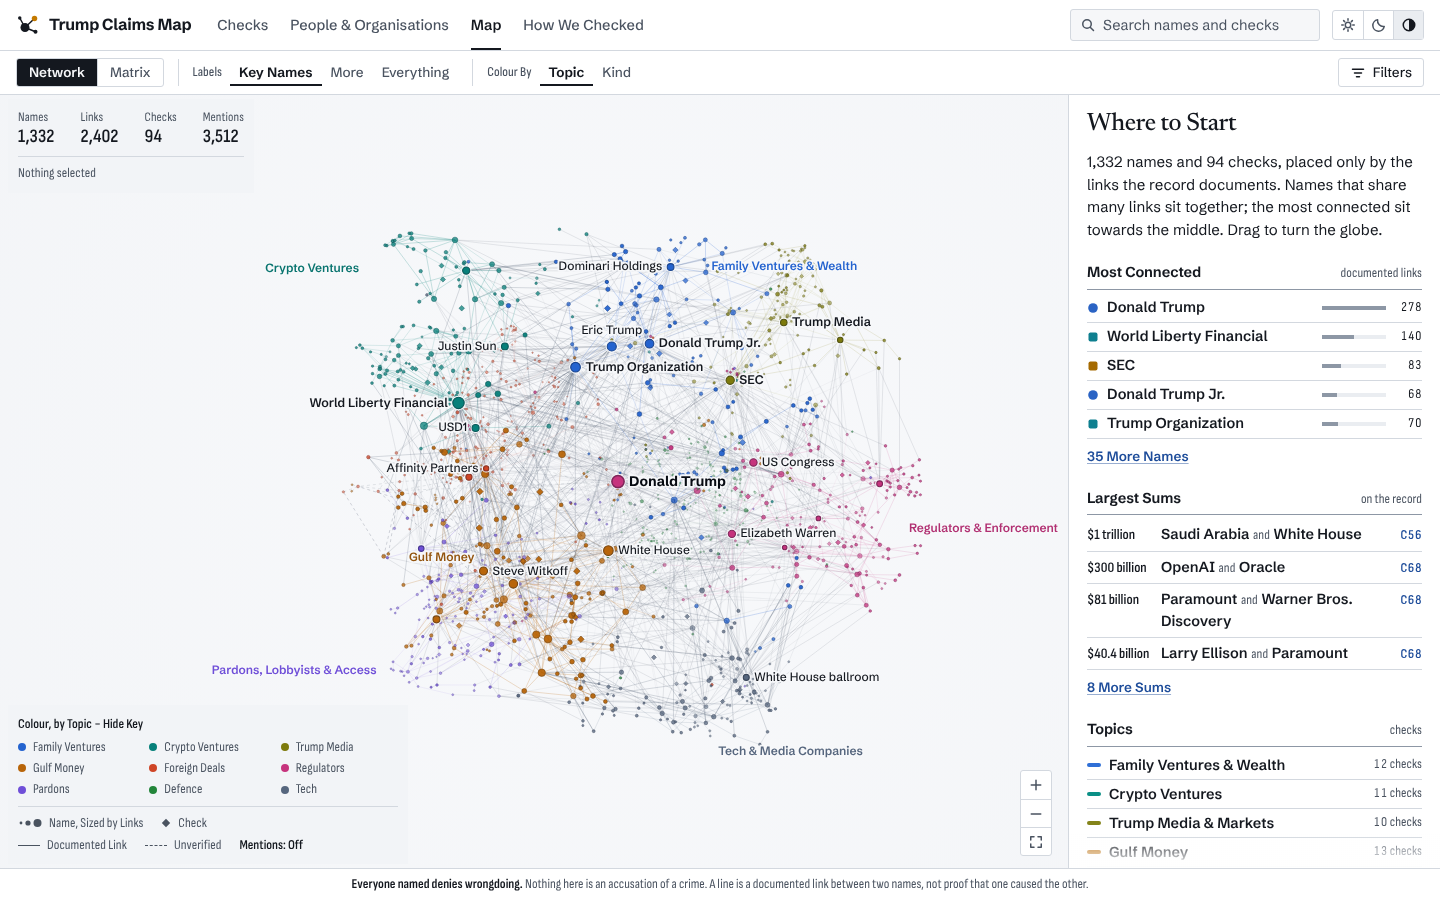 Trump Claims Map
Checks
People & Organisations
Map
How We Checked
Search names and checks
Network
Matrix
Labels
Key Names
More
Everything
Colour By
Topic
Kind
Filters
Names
Links
Checks
Mentions
1,332
2,402
94
3,512
Nothing selected
Crypto Ventures
Dominari Holdings
Family Ventures & Wealth
Eric Trump
Trump Media
Justin Sun
Donald Trump Jr.
Trump Organization
SEC
World Liberty Financial
USD1
Affinity Partners
US Congress
Donald Trump
Regulators & Enforcement
Elizabeth Warren
White House
Gulf Money
Steve Witkoff
Pardons, Lobbyists & Access
White House ballroom
Tech & Media Companies
Colour, by Topic – Hide Key
Family Ventures
Crypto Ventures
Trump Media
Gulf Money
Foreign Deals
Regulators
Pardons
Defence
Tech
Name, Sized by Links
Check
Documented Link
Unverified
Mentions: Off
Where to Start
1,332 names and 94 checks, placed only by the
links the record documents. Names that share
many links sit together; the most connected sit
towards the middle. Drag to turn the globe.
Most Connected
documented links
Donald Trump
278
World Liberty Financial
140
SEC
83
Donald Trump Jr.
68
Trump Organization
70
35 More Names
Largest Sums
on the record
$1 trillion
Saudi Arabia and White House
C56
$300 billion
OpenAI and Oracle
C68
$81 billion
Paramount and Warner Bros.
Discovery
C68
$40.4 billion
Larry Ellison and Paramount
C68
8 More Sums
Topics
checks
Family Ventures & Wealth
12 checks
Crypto Ventures
11 checks
Trump Media & Markets
10 checks
Gulf Money
13 checks
Everyone named denies wrongdoing. Nothing here is an accusation of a crime. A line is a documented link between two names, not proof that one caused the other.